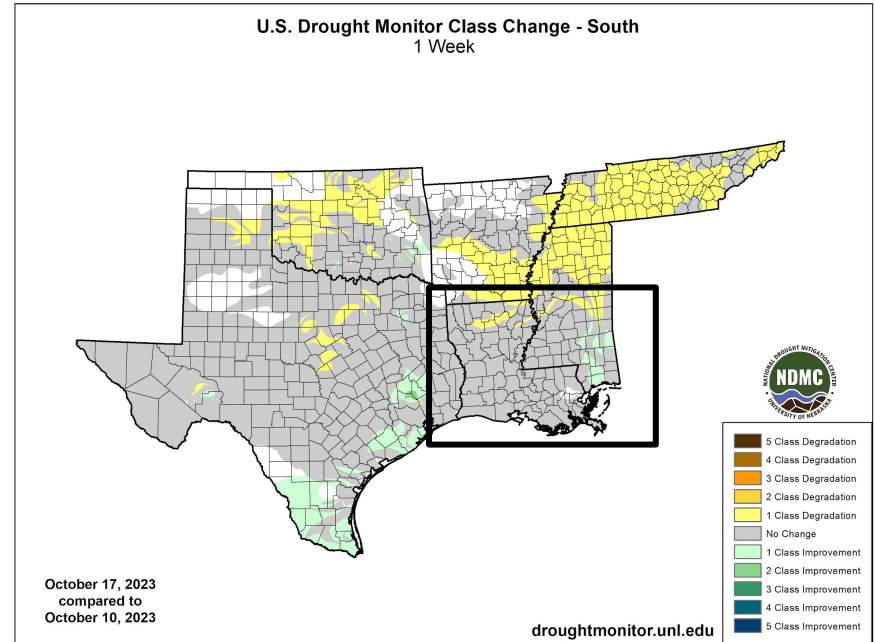 U.S. Drought Monitor Class Change - South
1 Week
NATIONAL DROUGHT MITIGATION CENTER
NDMC
UNIVERSITY OF NEBRASKA
5 Class Degradation
4 Class Degradation
3 Class Degradation
2 Class Degradation
1 Class Degradation
No Change
1 Class Improvement
2 Class Improvement
3 Class Improvement
4 Class Improvement
5 Class Improvement
October 17, 2023
compared to
October 10, 2023
droughtmonitor.unl.edu